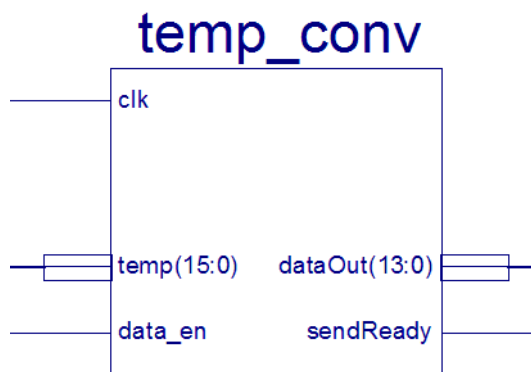 temp_conv
clk
temp(15:0) dataOut(13:0)
data_en sendReady